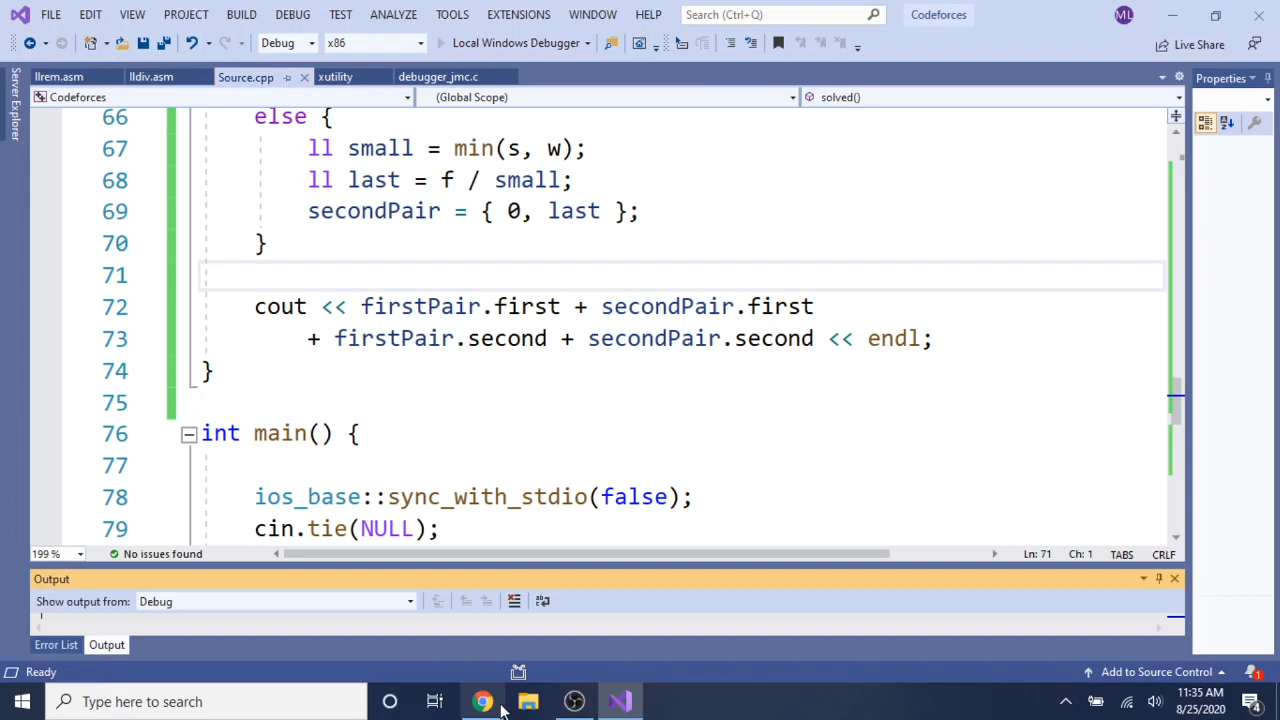 FILE EDIT VIEW PROJECT BUILD DEBUG TEST ANALYZE TOOLS EXTENSIONS WINDOW HELP Search (Ctrl+Q) Codeforces ML
Debug x86 Local Windows Debugger Live Share
Server Explorer
llrem.asm lldiv.asm Source.cpp xutility debugger_jmc.c Properties
Codeforces (Global Scope) solved()
66 else {
67 ll small = min(s, w);
68 ll last = f / small;
69 secondPair = { 0, last };
70 }
71
72 cout << firstPair.first + secondPair.first
73 + firstPair.second + secondPair.second << endl;
74 }
75
76 int main() {
77
78 ios_base::sync_with_stdio(false);
79 cin.tie(NULL);
199 % No issues found Ln: 71 Ch: 1 TABS CRLF
Output
Show output from: Debug
Error List Output
Ready Add to Source Control 1
Type here to search 11:35 AM
8/25/2020 4